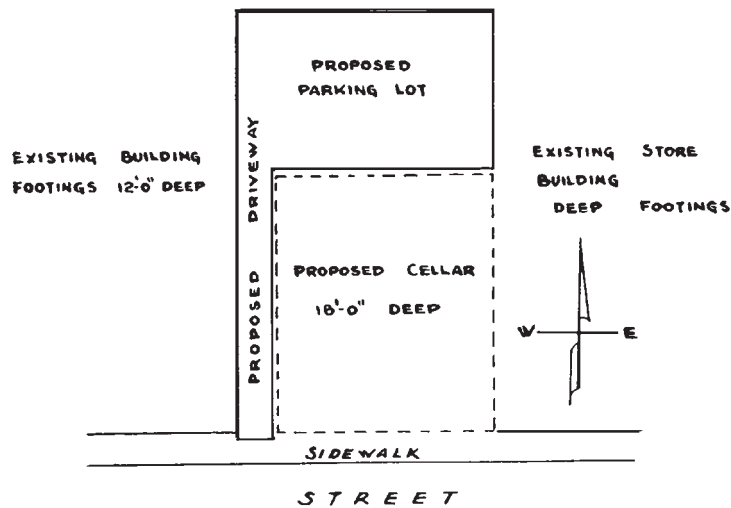 PROPOSED
PARKING LOT
EXISTING BUILDING
FOOTINGS 12'-0" DEEP
PROPOSED DRIVEWAY
EXISTING STORE
BUILDING
DEEP FOOTINGS
PROPOSED CELLAR
18'-0" DEEP
W E
SIDEWALK
STREET